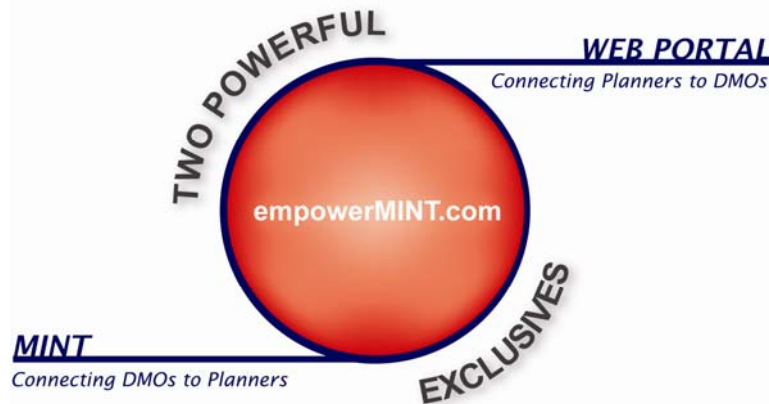 TWO POWERFUL
WEB PORTAL
Connecting Planners to DMOs
empowerMINT.com
MINT
Connecting DMOs to Planners
EXCLUSIVES